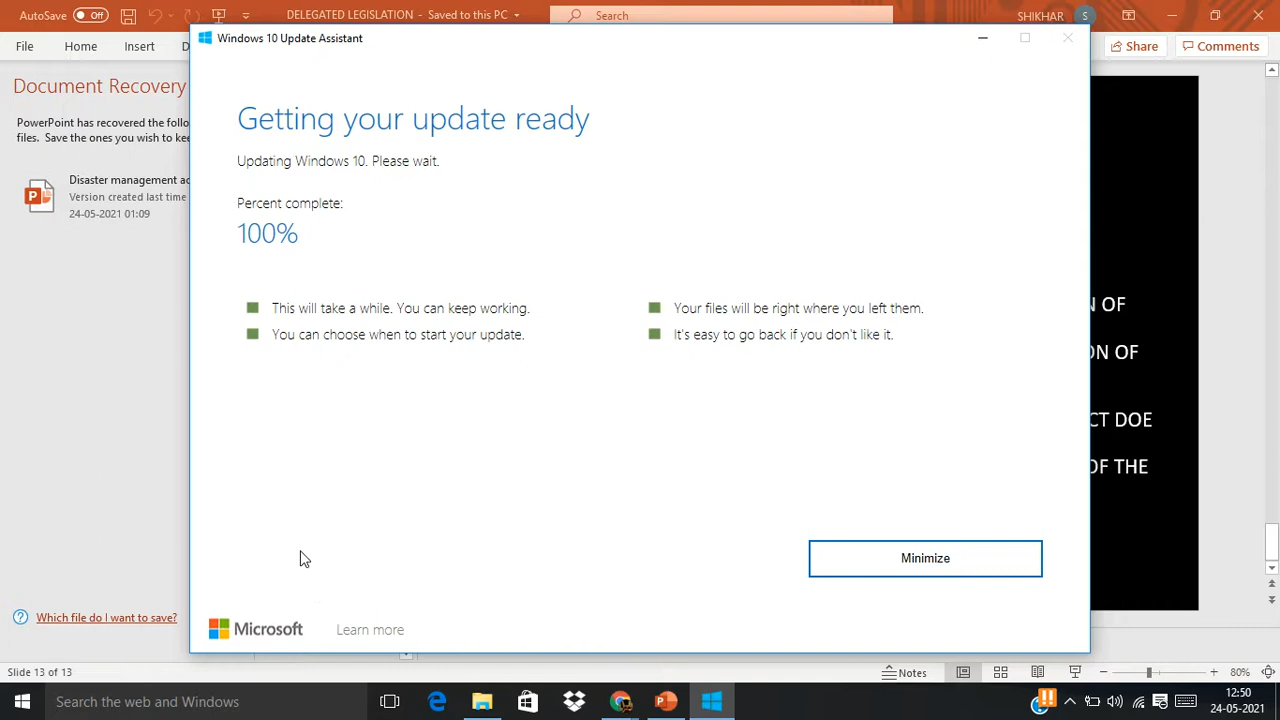 AutoSave Off DELEGATED LEGISLATION - Saved to this PC Search SHIKHAR S
File Home Insert D Share Comments
Windows 10 Update Assistant
Document Recovery
PowerPoint has recovered the follo
files. Save the ones you wish to kee
Disaster management ac
Version created last time
24-05-2021 01:09
Which file do I want to save?
Getting your update ready
Updating Windows 10. Please wait.
Percent complete:
100%
This will take a while. You can keep working.
You can choose when to start your update.
Your files will be right where you left them.
It's easy to go back if you don't like it.
Minimize
Microsoft Learn more
N OF
ON OF
CT DOE
OF THE
Slide 13 of 13 Notes 80%
Search the web and Windows
12:50
24-05-2021